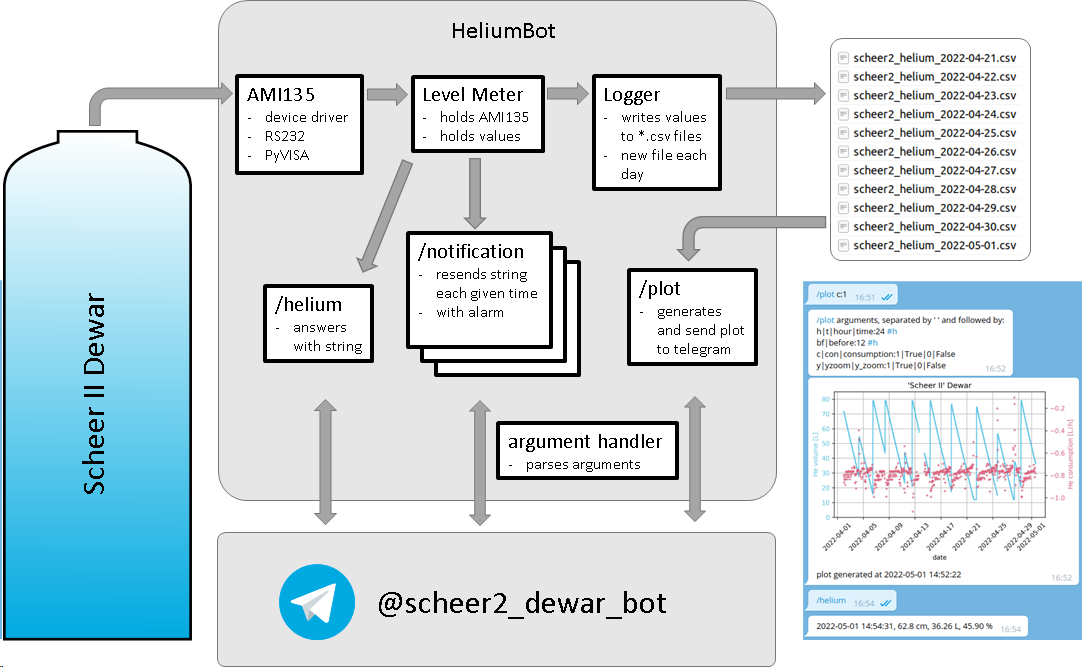 HeliumBot
Scheer II Dewar
AMI135
- device driver
- RS232
- PyVISA
Level Meter
- holds AMI135
- holds values
Logger
- writes values
to *.csv files
- new file each
day
/helium
- answers
with string
/notification
- resends string
each given time
- with alarm
/plot
- generates
and send plot
to telegram
argument handler
- parses arguments
@scheer2_dewar_bot
scheer2_helium_2022-04-21.csv
scheer2_helium_2022-04-22.csv
scheer2_helium_2022-04-23.csv
scheer2_helium_2022-04-24.csv
scheer2_helium_2022-04-25.csv
scheer2_helium_2022-04-26.csv
scheer2_helium_2022-04-27.csv
scheer2_helium_2022-04-28.csv
scheer2_helium_2022-04-29.csv
scheer2_helium_2022-04-30.csv
scheer2_helium_2022-05-01.csv
/plot c:1 16:51
/plot arguments, separated by ' ' and followed by:
h|t|hour|time:24 #h
bf|before:12 #h
c|con|consumption:1|True|0|False
y|yzoom|y_zoom:1|True|0|False
16:52
'Scheer II' Dewar
He volume [L]
80
70
60
50
40
30
20
10
0
−0.2
−0.4
−0.6
−0.8
−1.0
He consumption [L/h]
2022-04-01
2022-04-05
2022-04-09
2022-04-13
2022-04-17
2022-04-21
2022-04-25
2022-04-29
2022-05-01
date
plot generated at 2022-05-01 14:52:22
16:52
/helium 16:54
2022-05-01 14:54:31, 62.8 cm, 36.26 L, 45.90 % 16:54